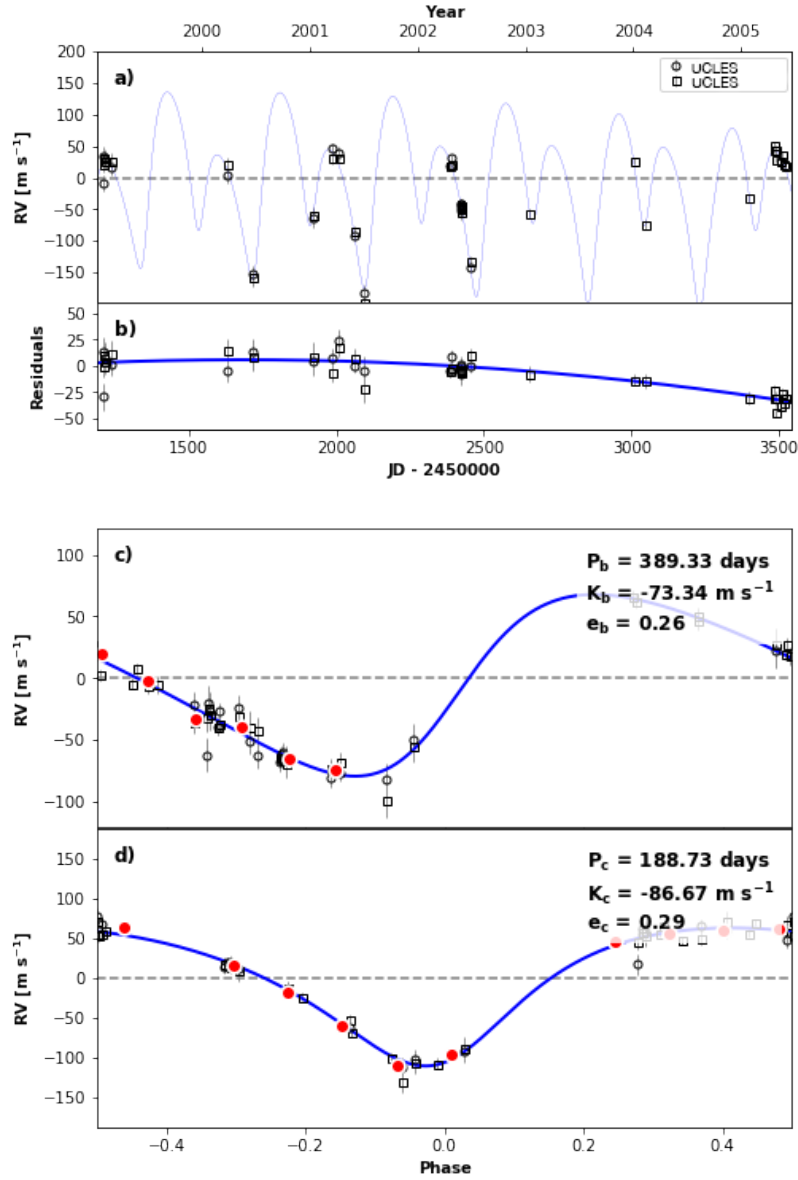 Year
2000 2001 2002 2003 2004 2005
a)
UCLES
UCLES
RV [m s⁻¹]
200
150
100
50
0
−50
−100
−150
b)
Residuals
50
25
0
−25
−50
1500 2000 2500 3000 3500
JD - 2450000
c)
P_b = 389.33 days
K_b = -73.34 m s⁻¹
e_b = 0.26
RV [m s⁻¹]
100
50
0
−50
−100
d)
P_c = 188.73 days
K_c = -86.67 m s⁻¹
e_c = 0.29
RV [m s⁻¹]
150
100
50
0
−50
−100
−150
−0.4 −0.2 0.0 0.2 0.4
Phase